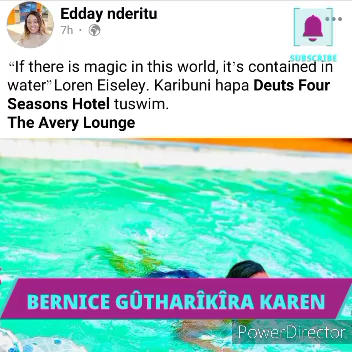 Edday nderitu
7h
SUBSCRIBE
“If there is magic in this world, it's contained in
water” Loren Eiseley. Karibuni hapa Deuts Four
Seasons Hotel tuswim.
The Avery Lounge
BERNICE GÛTHARÎKÎRA KAREN
PowerDirector